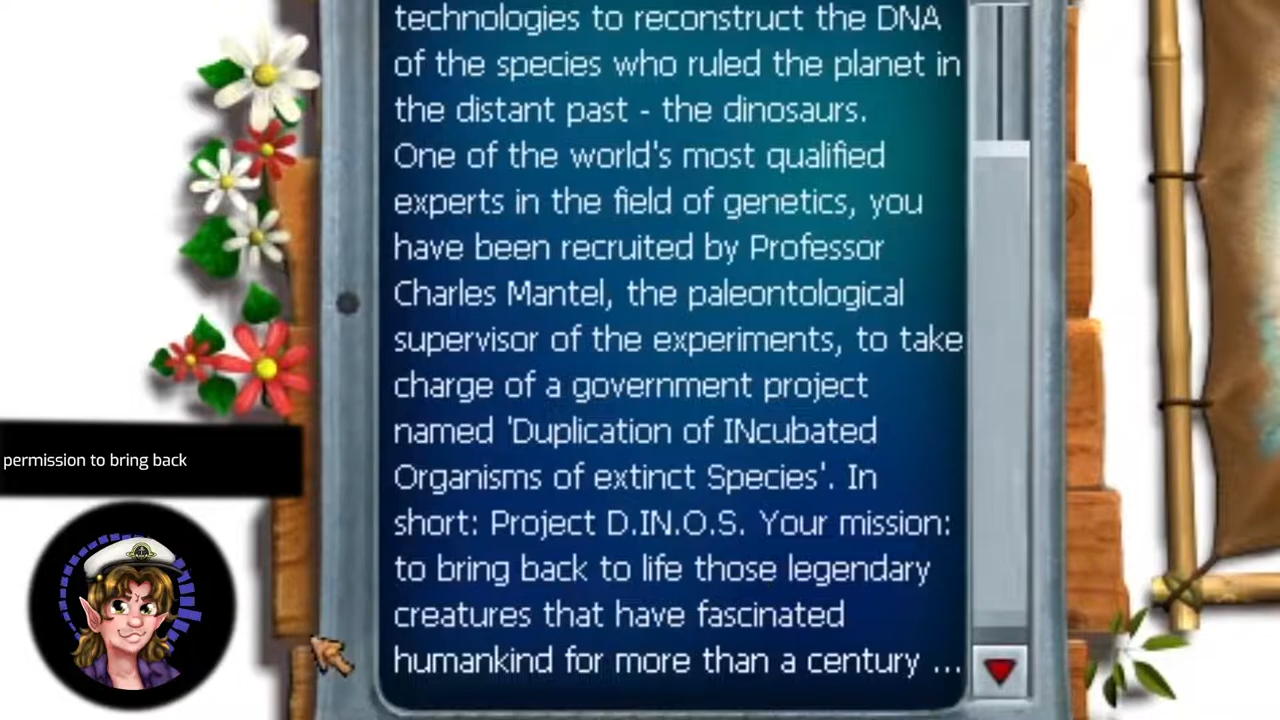 technologies to reconstruct the DNA
of the species who ruled the planet in
the distant past - the dinosaurs.
One of the world's most qualified
experts in the field of genetics, you
have been recruited by Professor
Charles Mantel, the paleontological
supervisor of the experiments, to take
charge of a government project
named 'Duplication of INcubated
Organisms of extinct Species'. In
short: Project D.IN.O.S. Your mission:
to bring back to life those legendary
creatures that have fascinated
humankind for more than a century ...
permission to bring back